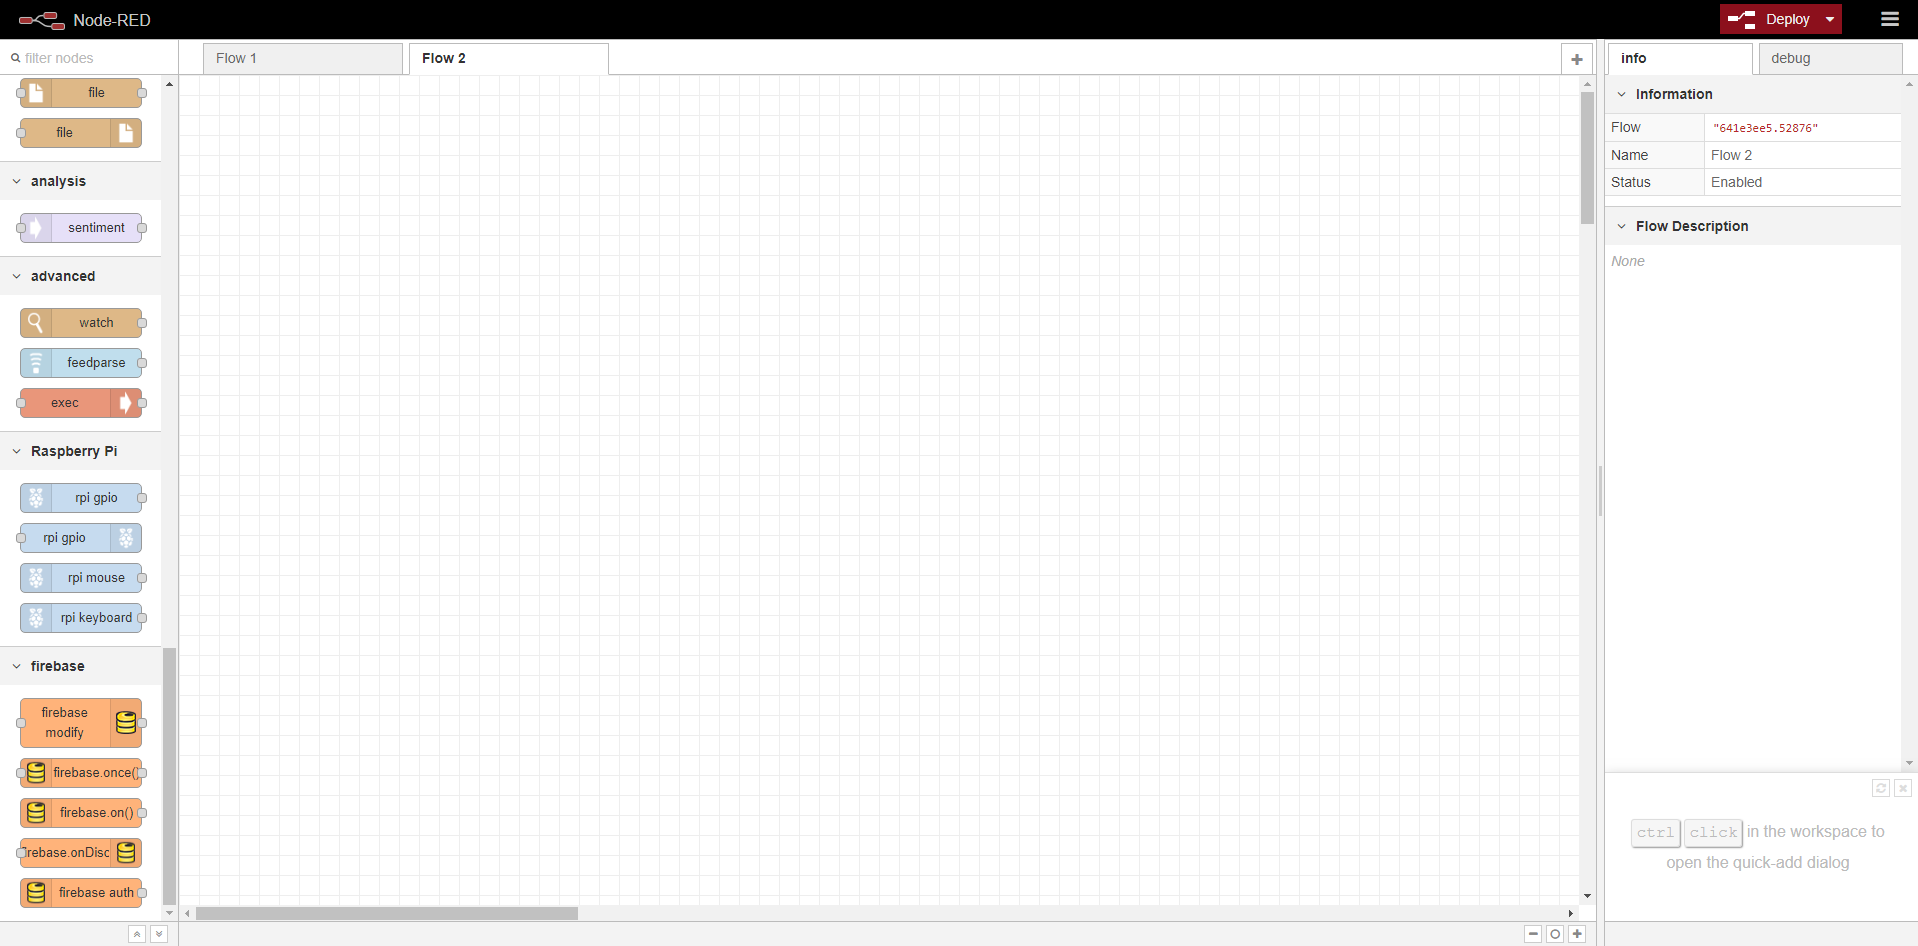 Node-RED
Deploy
filter nodes
Flow 1
Flow 2
info
debug
file
file
analysis
sentiment
advanced
watch
feedparse
exec
Raspberry Pi
rpi gpio
rpi gpio
rpi mouse
rpi keyboard
firebase
firebase
modify
firebase.once()
firebase.on()
irebase.onDisc
firebase auth
Information
Flow "641e3ee5.52876"
Name Flow 2
Status Enabled
Flow Description
None
ctrl click in the workspace to
open the quick-add dialog